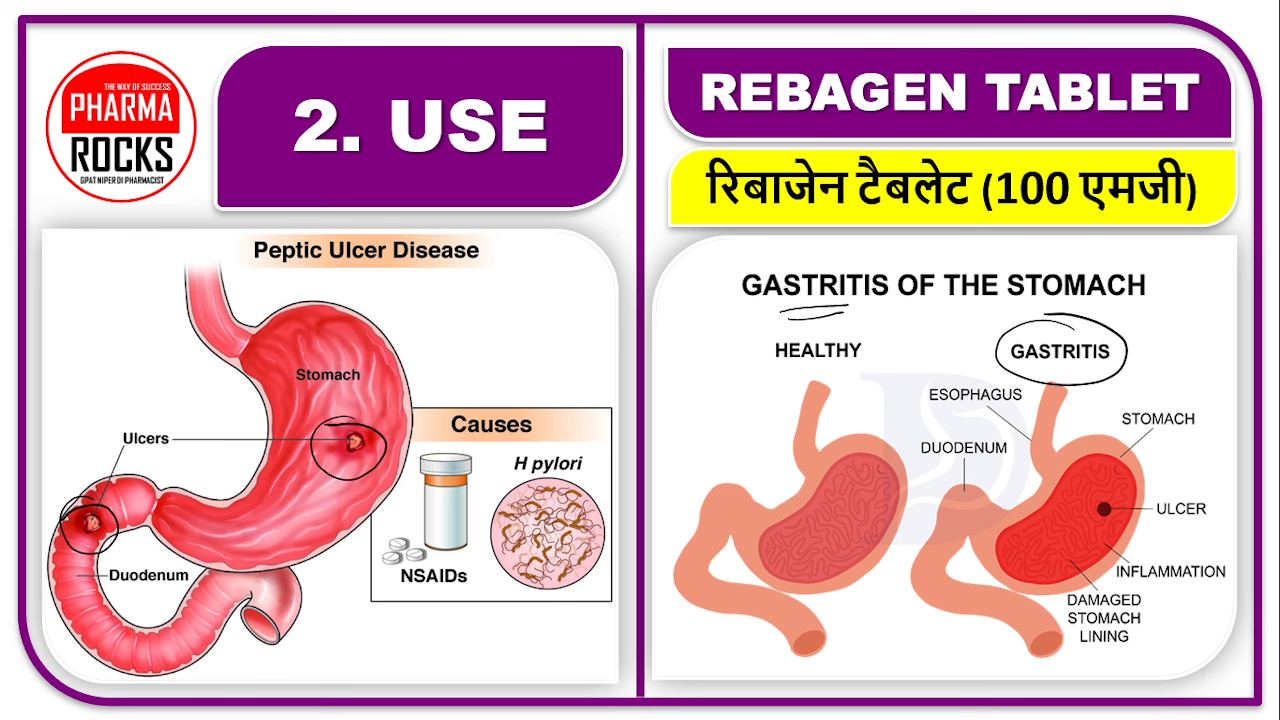 THE WAY OF SUCCESS
PHARMA
ROCKS
GPAT NIPER DI PHARMACIST
2. USE
REBAGEN TABLET
रिबाजेन टैबलेट (100 एमजी)
Peptic Ulcer Disease
Stomach
Ulcers
Duodenum
Causes
H pylori
NSAIDs
GASTRITIS OF THE STOMACH
HEALTHY
GASTRITIS
ESOPHAGUS
STOMACH
DUODENUM
ULCER
INFLAMMATION
DAMAGED
STOMACH
LINING